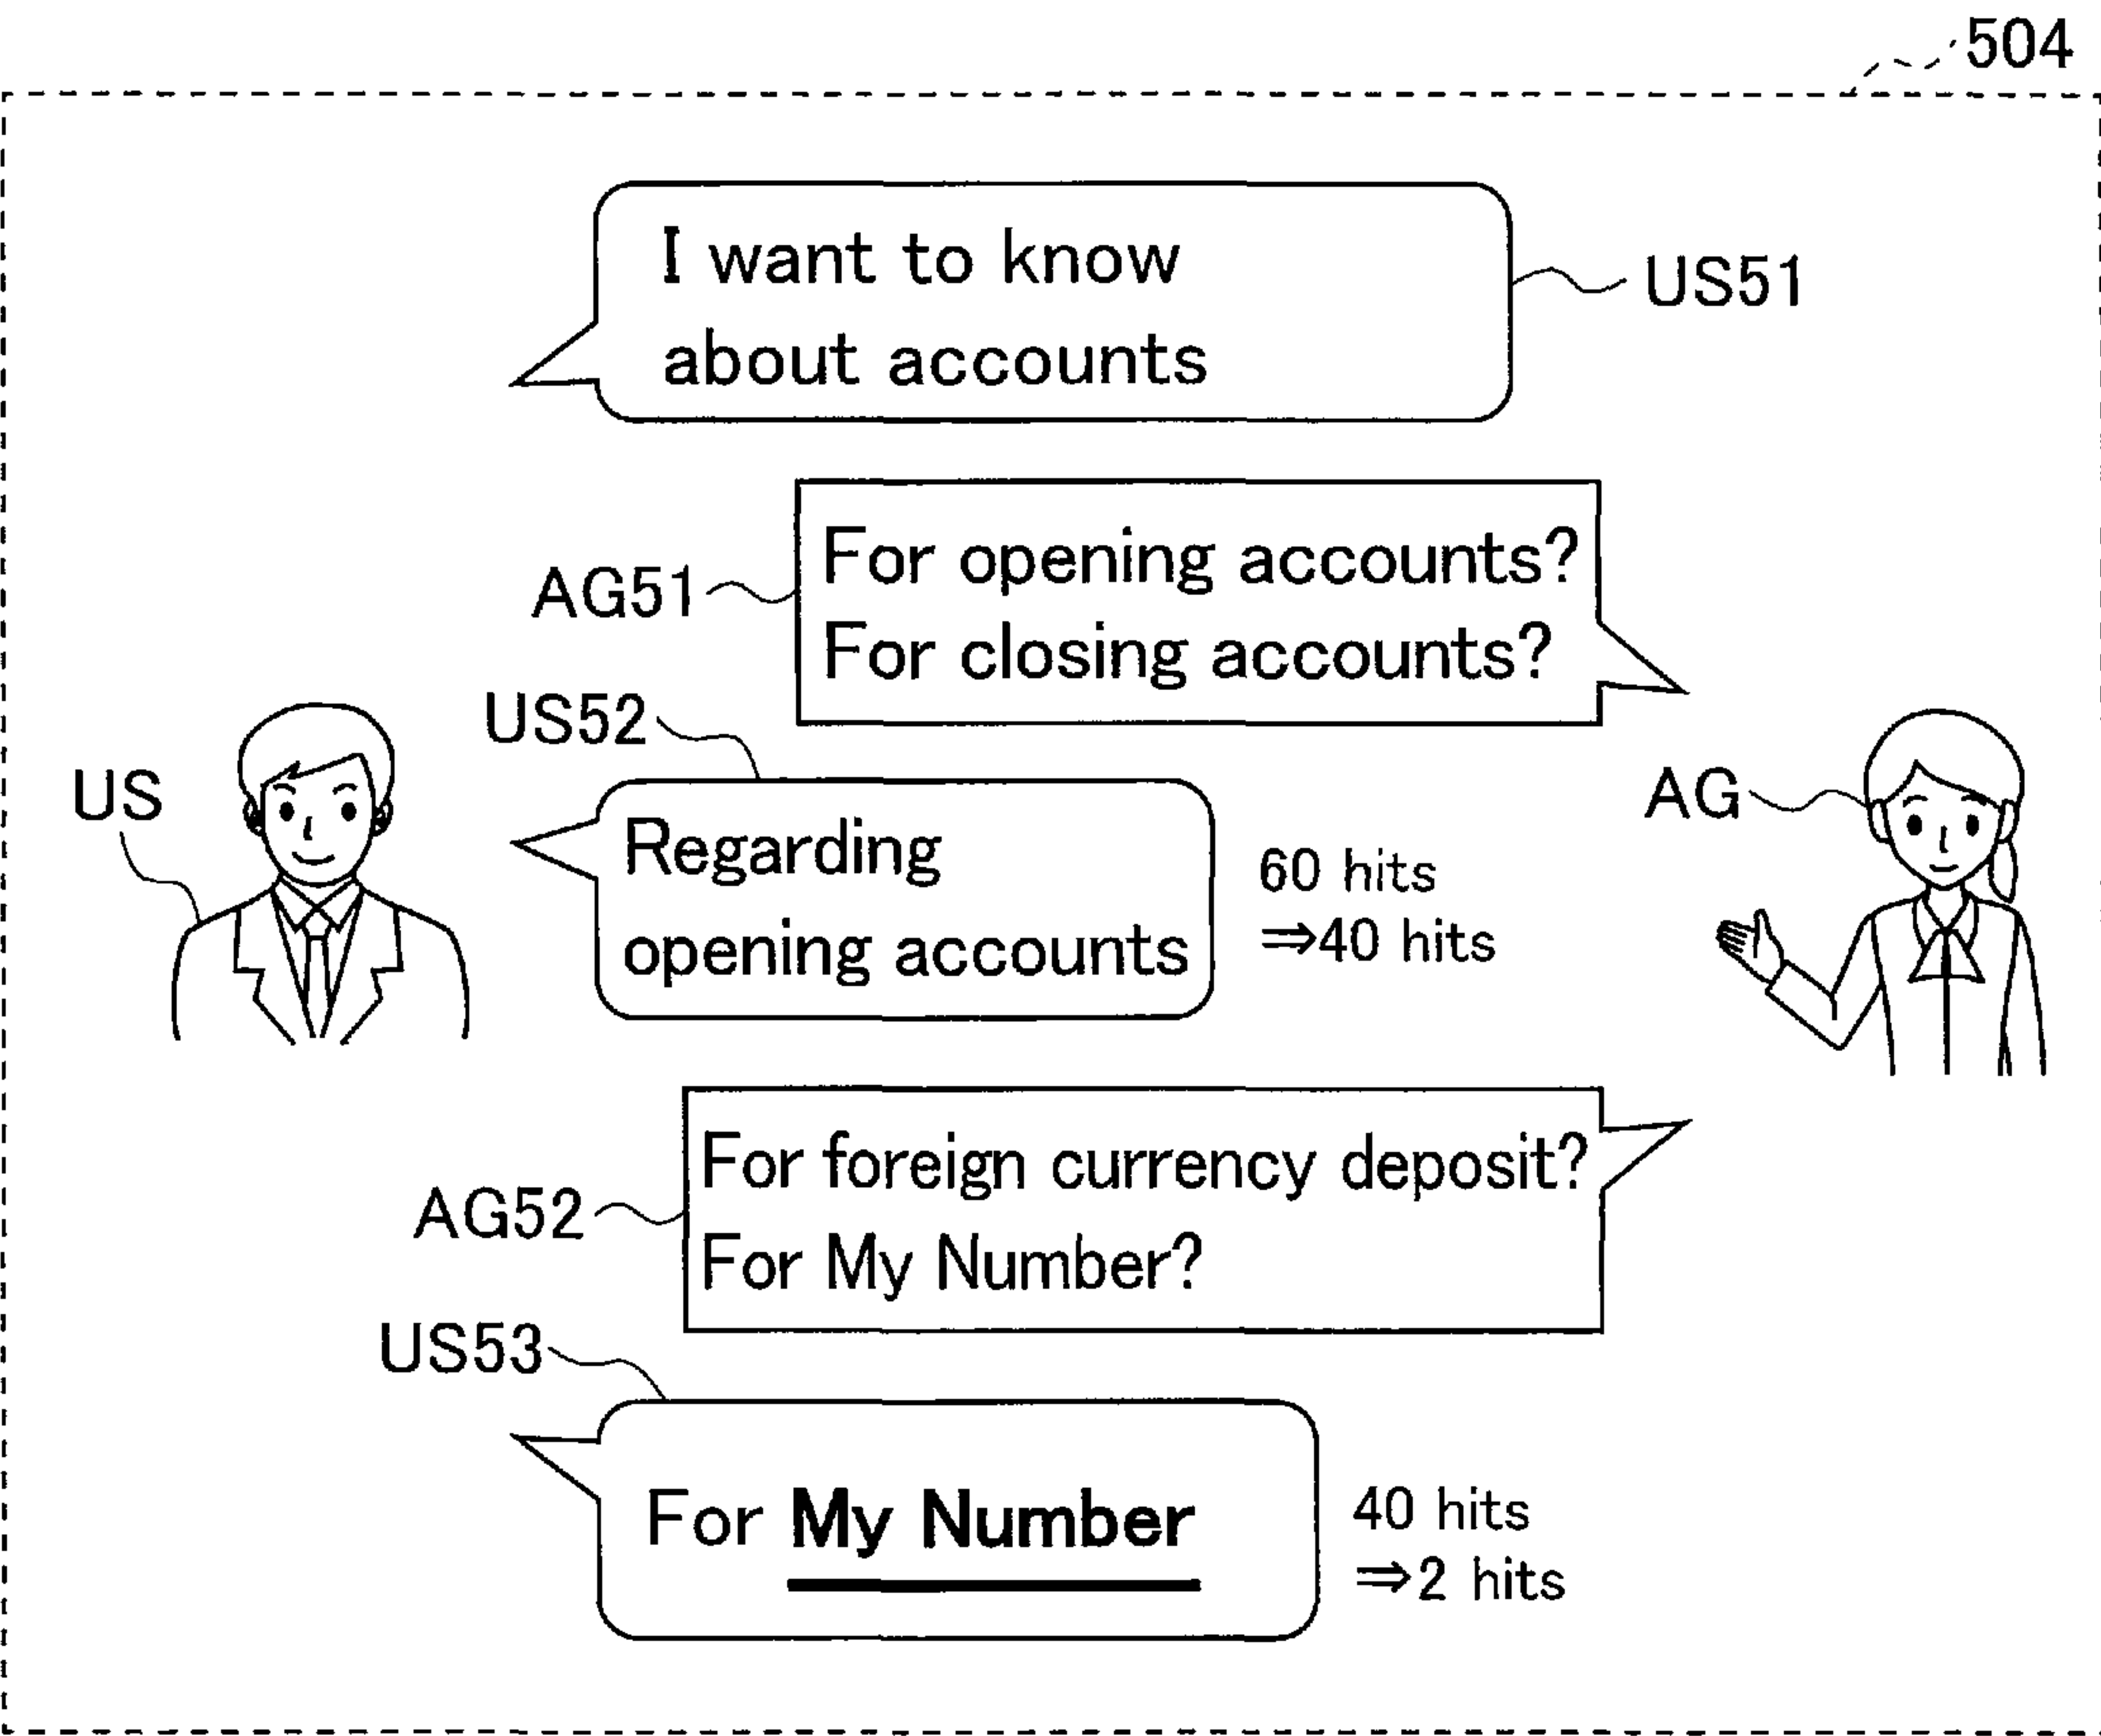 504
I want to know
about accounts
US51
For opening accounts?
For closing accounts?
AG51
US52
US
Regarding
opening accounts
60 hits
⇒40 hits
AG
For foreign currency deposit?
For My Number?
AG52
US53
For My Number
40 hits
⇒2 hits